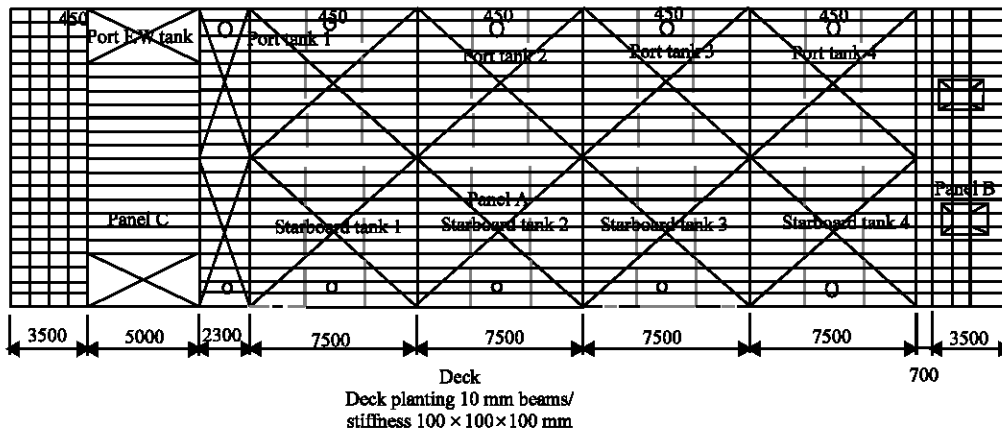 450 450 450 450 450
Port F.W tank
Port tank 1
Port tank 2
Port tank 3
Port tank 4
Panel A
Panel B
Panel C
Starboard tank 1
Starboard tank 2
Starboard tank 3
Starboard tank 4
3500 5000 2300 7500 7500 7500 7500 3500
700
Deck
Deck planting 10 mm beams/
stiffness 100 × 100 × 100 mm